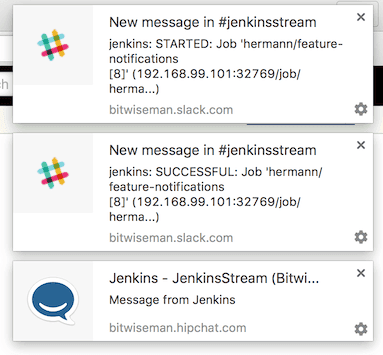 New message in #jenkinsstream
jenkins: STARTED: Job 'hermann/feature-
notifications
[8]' (192.168.99.101:32769/job/
herma...)
bitwiseman.slack.com
New message in #jenkinsstream
jenkins: SUCCESSFUL: Job 'hermann/
feature-notifications
[8]' (192.168.99.101:32769/job/
herma...)
bitwiseman.slack.com
Jenkins - JenkinsStream (Bitwi...
Message from Jenkins
bitwiseman.hipchat.com